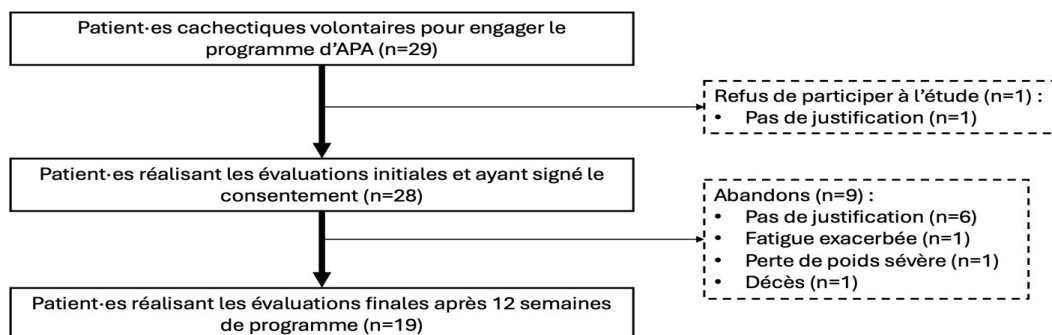 Patient·es cachectiques volontaires pour engager le
programme d'APA (n=29)
Refus de participer à l'étude (n=1) :
• Pas de justification (n=1)
Patient·es réalisant les évaluations initiales et ayant signé le
consentement (n=28)
Abandons (n=9) :
• Pas de justification (n=6)
• Fatigue exacerbée (n=1)
• Perte de poids sévère (n=1)
• Décès (n=1)
Patient·es réalisant les évaluations finales après 12 semaines
de programme (n=19)